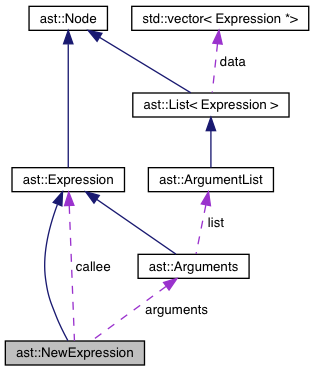 ast::Node
std::vector< Expression *>
data
ast::List< Expression >
ast::Expression
ast::ArgumentList
list
callee
ast::Arguments
arguments
ast::NewExpression